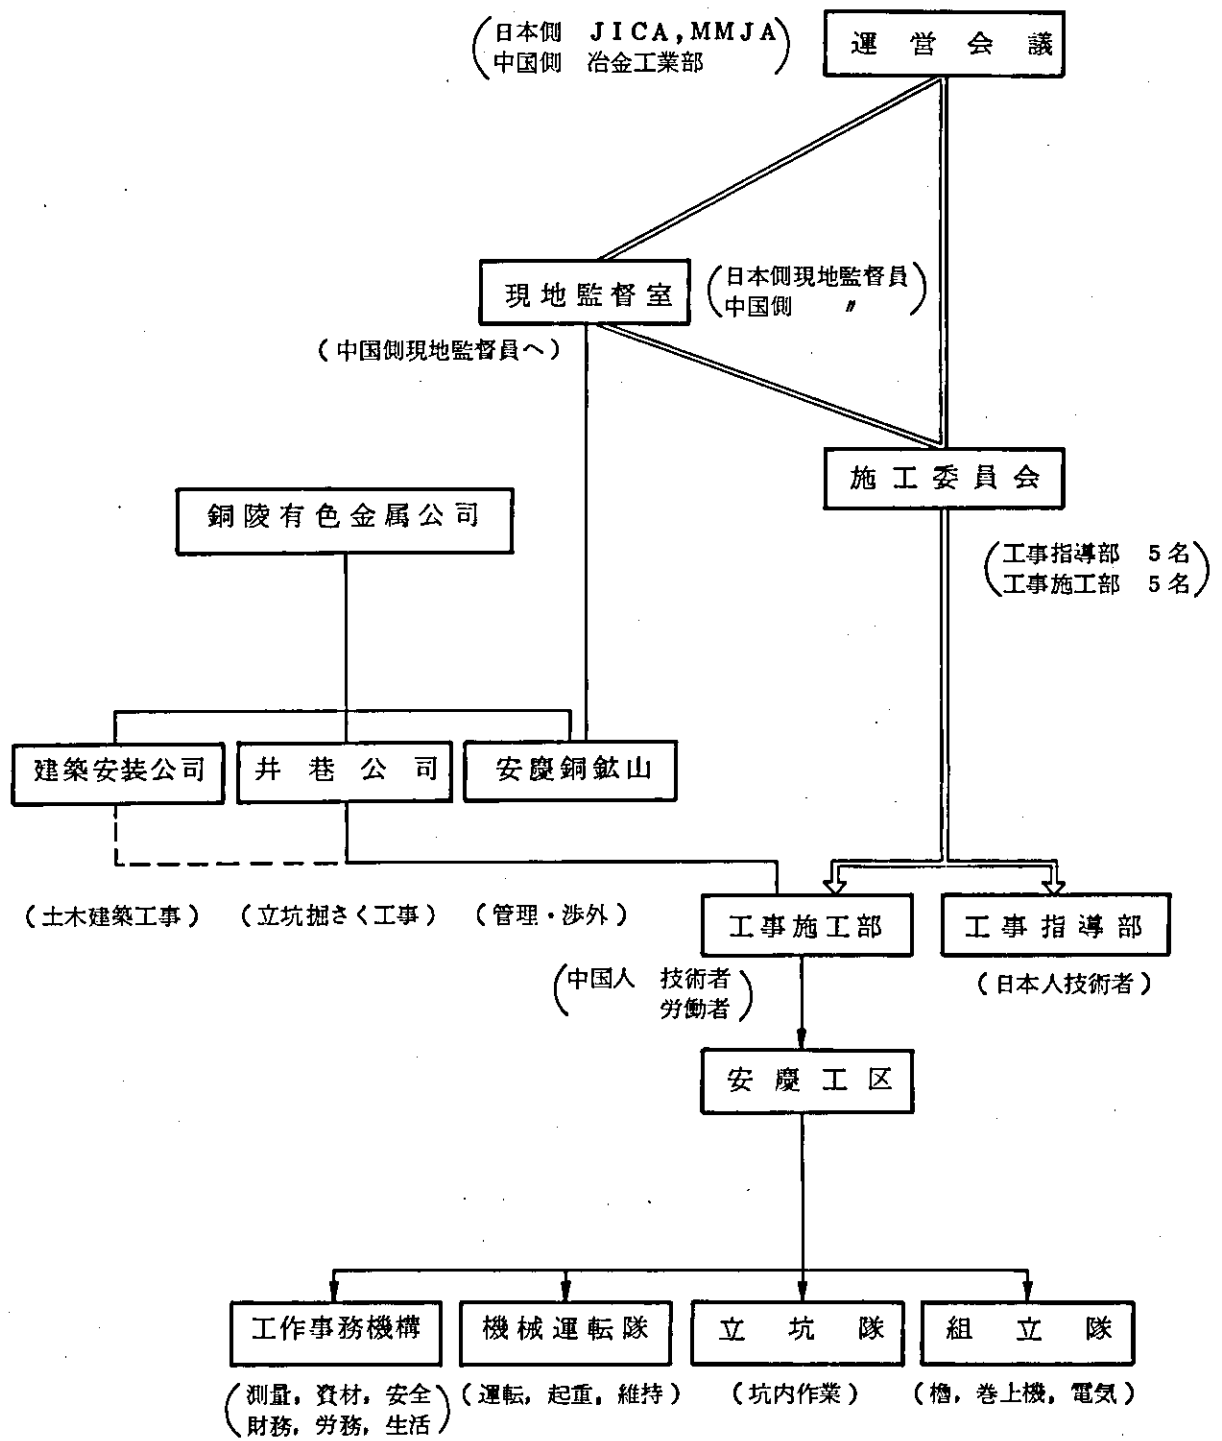 (日本側 JICA,MMJA)
(中国側 冶金工業部)
運営会議
現地監督室
(日本側現地監督員)
(中国側 〃)
(中国側現地監督員へ)
施工委員会
銅陵有色金属公司
(工事指導部 5名)
(工事施工部 5名)
建築安装公司
井巷公司
安慶銅鉱山
(土木建築工事)
(立坑掘さく工事)
(管理・渉外)
工事施工部
工事指導部
(中国人 技術者
労働者)
(日本人技術者)
安慶工区
工作事務機構
機械運転隊
立坑隊
組立隊
(測量,資材,安全
財務,労務,生活)
(運転,起重,維持)
(坑内作業)
(櫓,巻上機,電気)